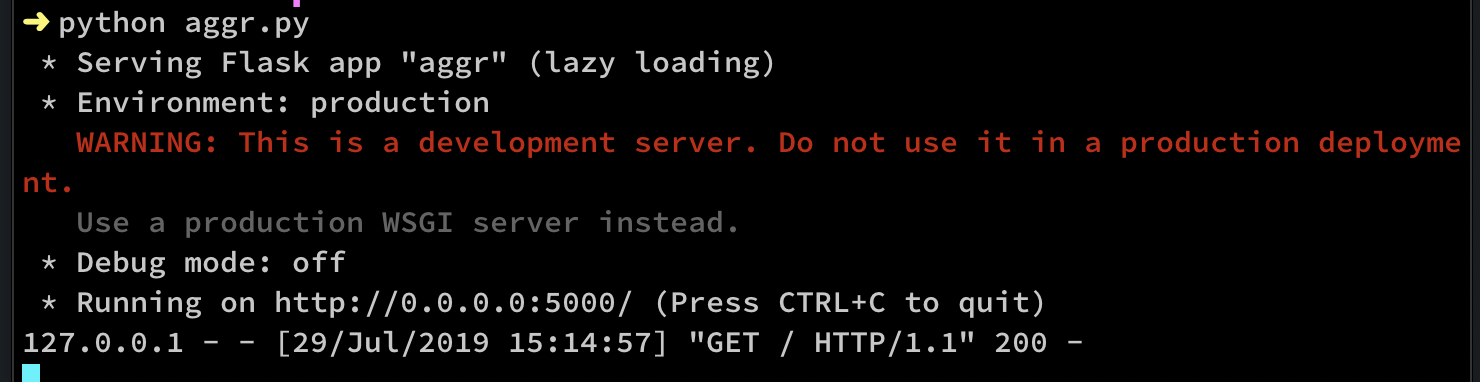 ➜ python aggr.py
 * Serving Flask app "aggr" (lazy loading)
 * Environment: production
   WARNING: This is a development server. Do not use it in a production deployme
nt.
   Use a production WSGI server instead.
 * Debug mode: off
 * Running on http://0.0.0.0:5000/ (Press CTRL+C to quit)
127.0.0.1 - - [29/Jul/2019 15:14:57] "GET / HTTP/1.1" 200 -